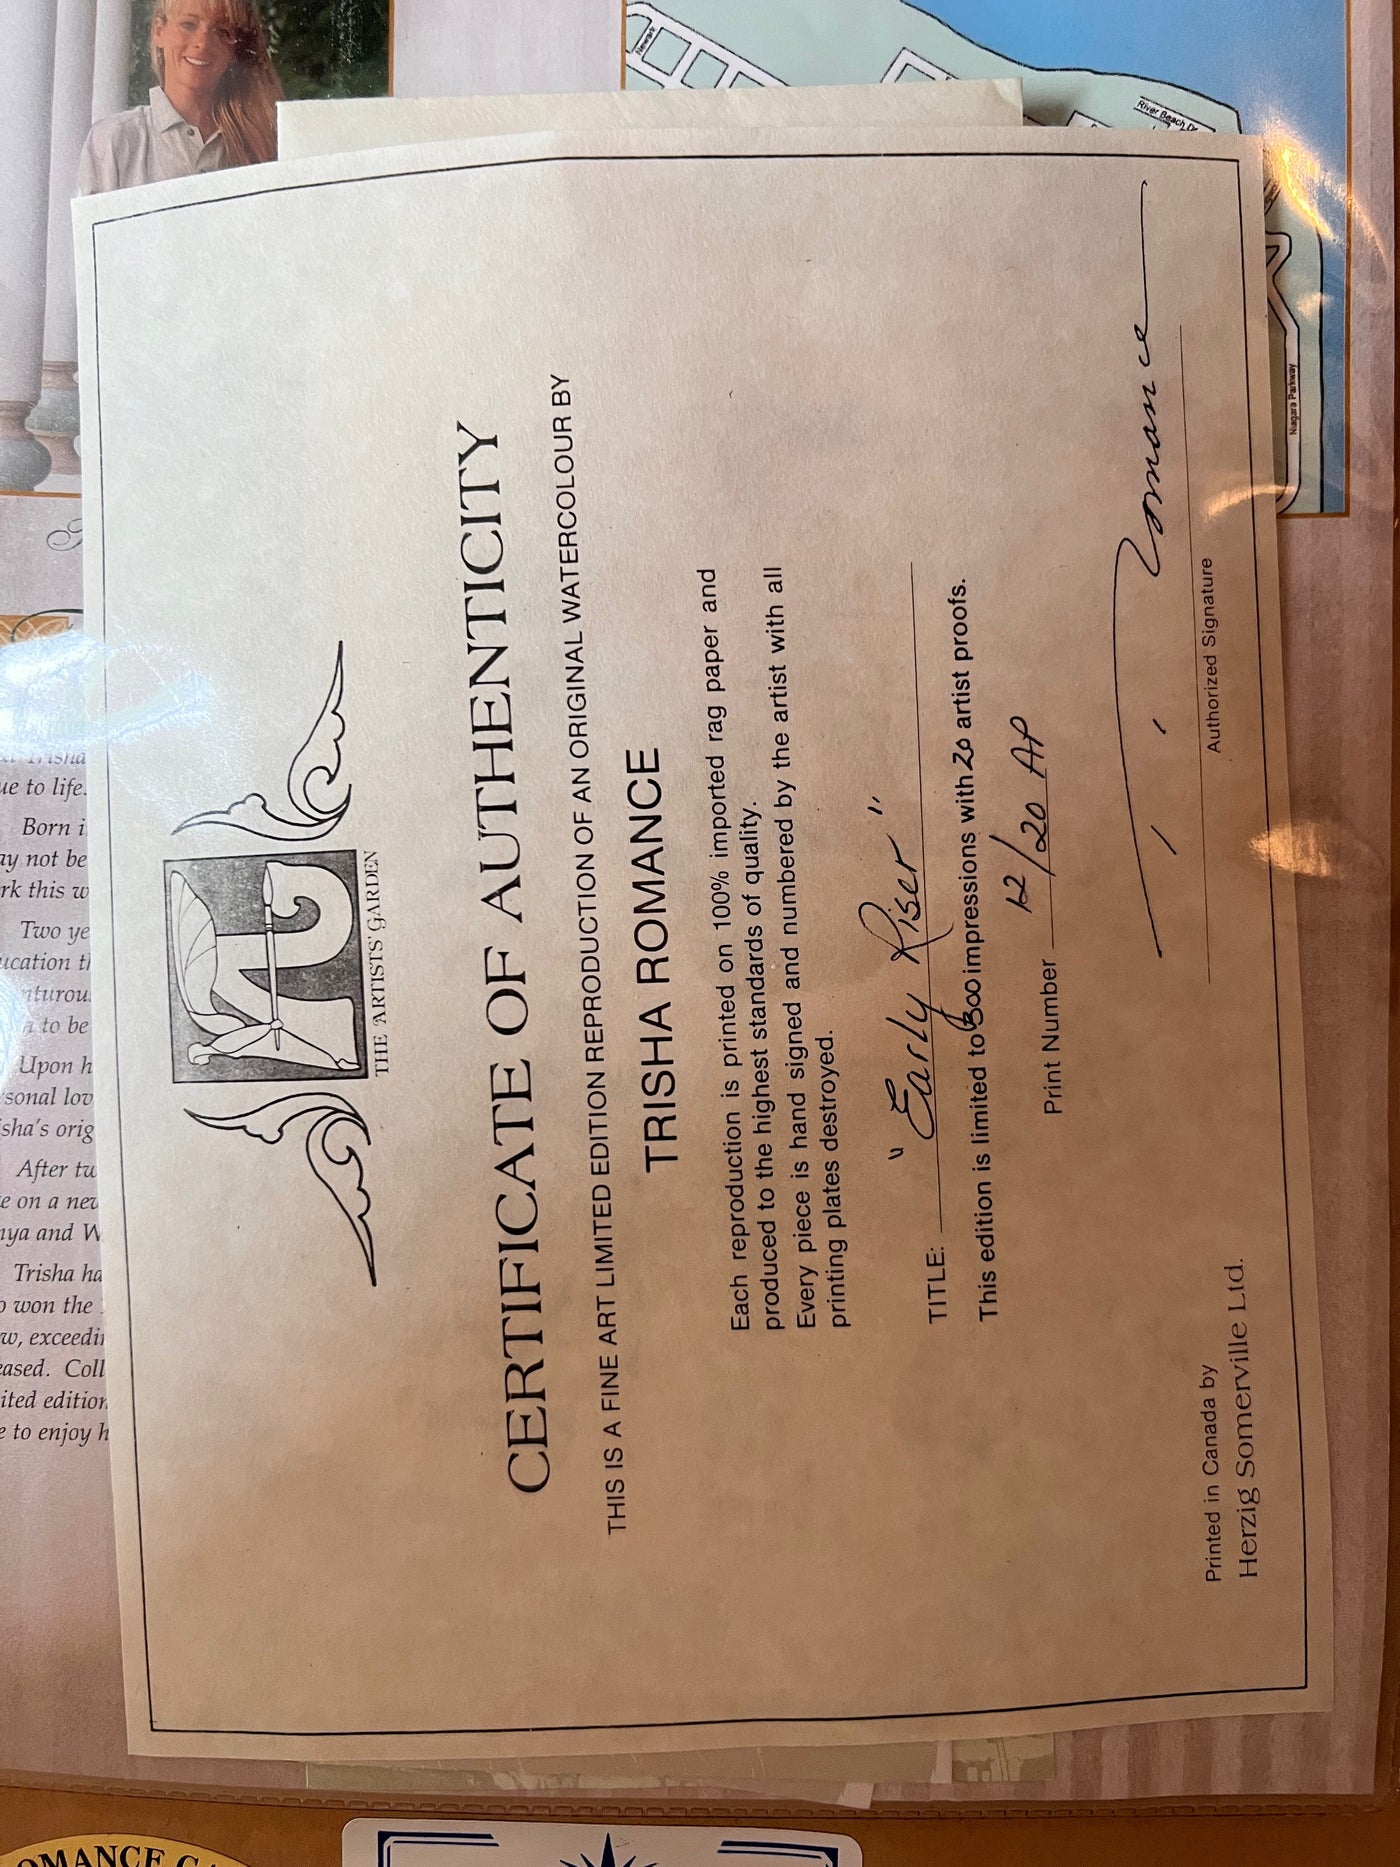 THE ARTISTS' GARDEN
CERTIFICATE OF AUTHENTICITY
THIS IS A FINE ART LIMITED EDITION REPRODUCTION OF AN ORIGINAL WATERCOLOUR BY
TRISHA ROMANCE
Each reproduction is printed on 100% imported rag paper and
produced to the highest standards of quality.
Every piece is hand signed and numbered by the artist with all
printing plates destroyed.
TITLE: "Early Riser"
This edition is limited to 300 impressions with 20 artist proofs.
Print Number 12/20 AP
T. Romance
Authorized Signature
Printed in Canada by
Herzig Somerville Ltd.
Trisha
ue to life.
Born i
ay not be
rk this w
Two ye
ucation t
nturou
to be
Upon h
sonal lov
sha's orig
After tw
e on a new
nya and W
Trisha ha
o won the
w, exceedi
eased. Coll
ited edition
e to enjoy h
Newark
River Beach Dr
Niagara Parkway
OMANCE G